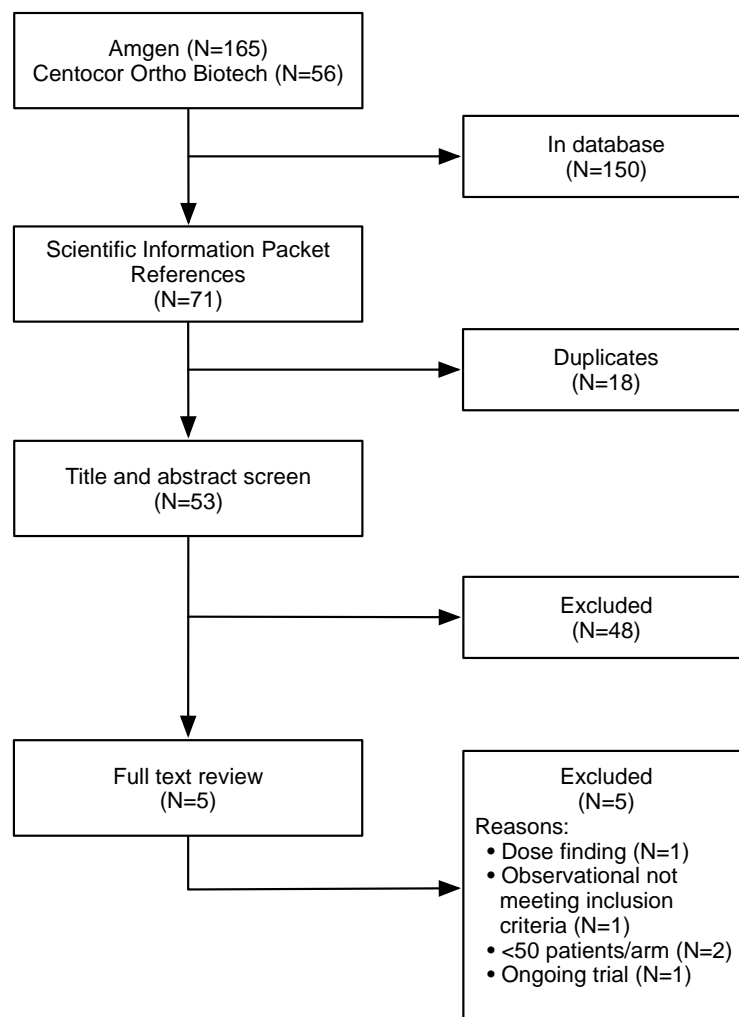 Amgen (N=165)
Centocor Ortho Biotech (N=56)
In database
(N=150)
Scientific Information Packet
References
(N=71)
Duplicates
(N=18)
Title and abstract screen
(N=53)
Excluded
(N=48)
Full text review
(N=5)
Excluded
(N=5)
Reasons:
• Dose finding (N=1)
• Observational not
meeting inclusion
criteria (N=1)
• <50 patients/arm (N=2)
• Ongoing trial (N=1)